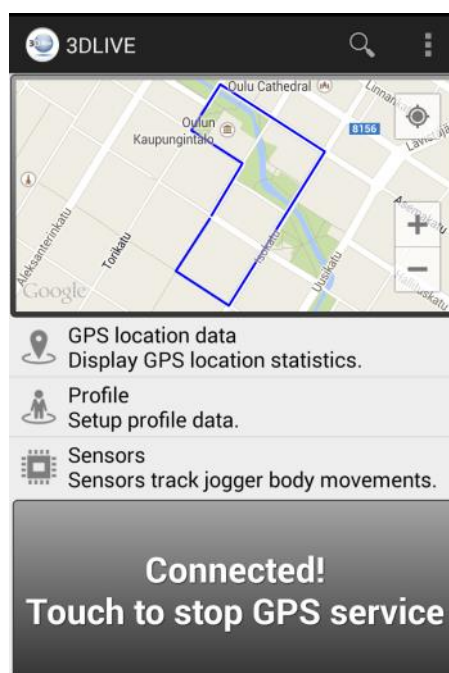 3DLIVE
Oulu Cathedral
Oulun
Kaupungintalo
8156
Aleksanterinkatu
Torikatu
Isokatu
Uusikatu
Google
GPS location data
Display GPS location statistics.
Profile
Setup profile data.
Sensors
Sensors track jogger body movements.
Connected!
Touch to stop GPS service